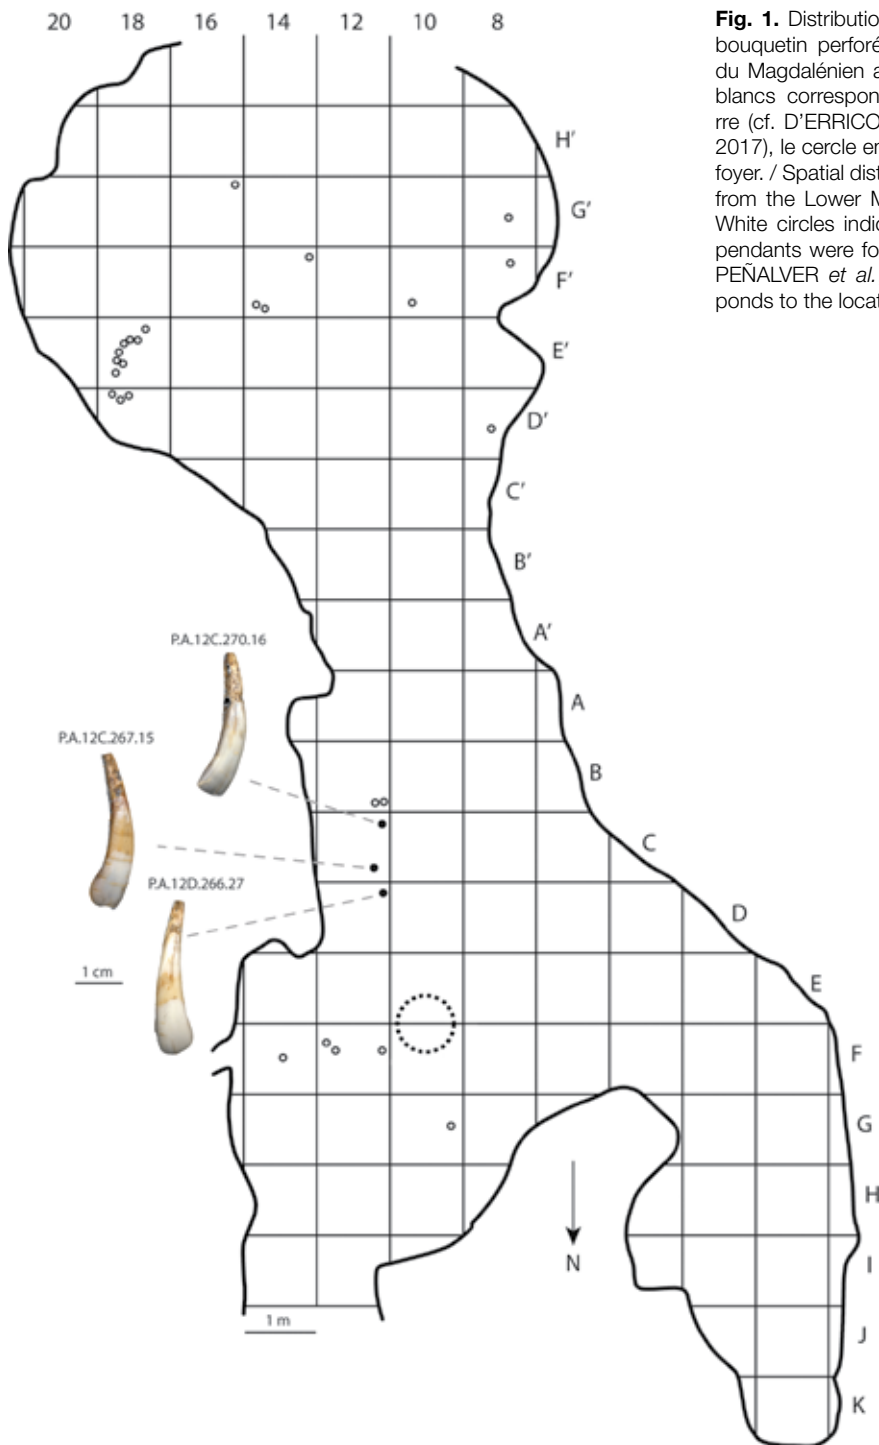 20 18 16 14 12 10 8
Fig. 1. Distribution
bouquetin perforé
du Magdalénien a
blancs correspon
rre (cf. D'ERRICO
2017), le cercle en
foyer. / Spatial dist
from the Lower M
White circles indic
pendants were fo
PEÑALVER et al.
ponds to the locat
H'
G'
F'
E'
D'
C'
B'
A'
A
B
C
D
E
F
G
H
I
J
K
P.A.12C.270.16
P.A.12C.267.15
P.A.12D.266.27
1 cm
N
1 m